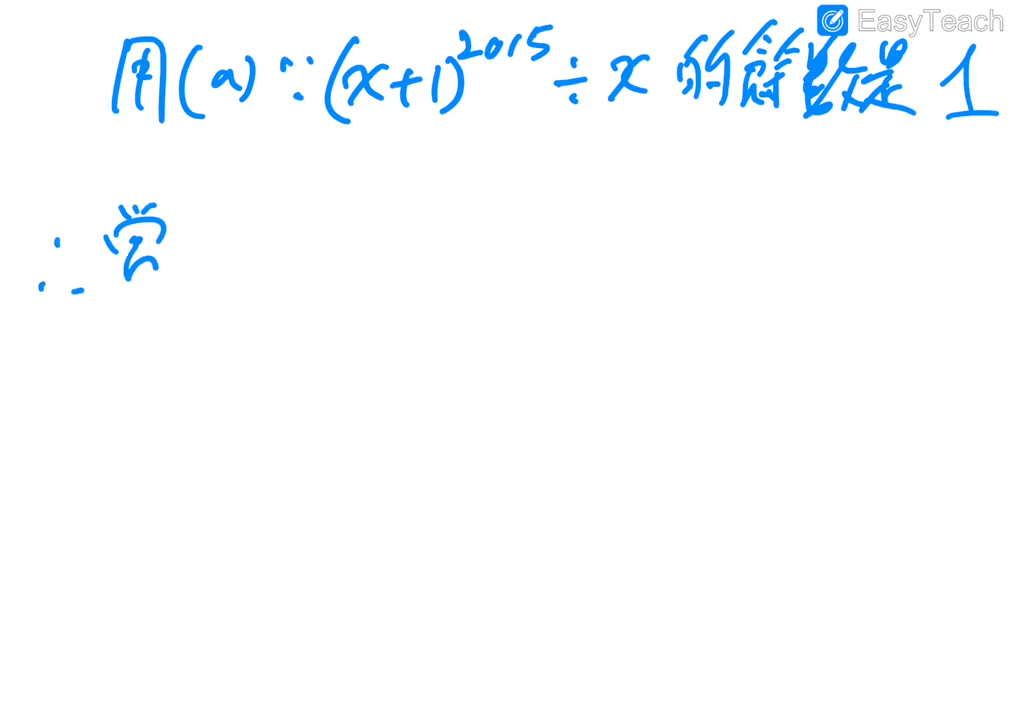 EasyTeach
用(a) ∵ (x+1)^2015 ÷ x 的餘數是 1
∴ 當